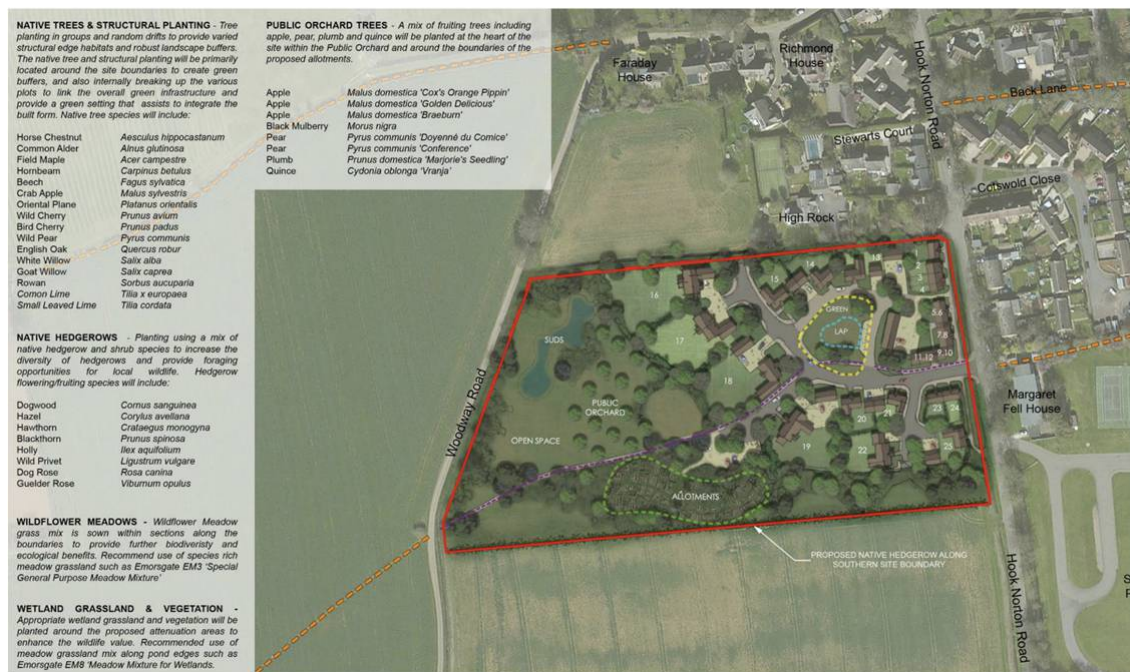 NATIVE TREES & STRUCTURAL PLANTING - Tree
planting in groups and random drifts to provide varied
structural edge habitats and robust landscape buffers.
The native tree and structural planting will be primarily
located around the site boundaries to create green
buffers, and also internally breaking up the various
plots to link the overall green infrastructure and
provide a green setting that assists to integrate the
built form. Native tree species will include:
Horse Chestnut Aesculus hippocastanum
Common Alder Alnus glutinosa
Field Maple Acer campestre
Hornbeam Carpinus betulus
Beech Fagus sylvatica
Crab Apple Malus sylvestris
Oriental Plane Platanus orientalis
Wild Cherry Prunus avium
Bird Cherry Prunus padus
Wild Pear Pyrus communis
English Oak Quercus robur
White Willow Salix alba
Goat Willow Salix caprea
Rowan Sorbus aucuparia
Comon Lime Tilia x europaea
Small Leaved Lime Tilia cordata
NATIVE HEDGEROWS - Planting using a mix of
native hedgerow and shrub species to increase the
diversity of hedgerows and provide foraging
opportunities for local wildlife. Hedgerow
flowering/fruiting species will include:
Dogwood Cornus sanguinea
Hazel Corylus avellana
Hawthorn Crataegus monogyna
Blackthorn Prunus spinosa
Holly Ilex aquifolium
Wild Privet Ligustrum vulgare
Dog Rose Rosa canina
Guelder Rose Viburnum opulus
WILDFLOWER MEADOWS - Wildflower Meadow
grass mix is sown within sections along the
boundaries to provide further biodiveristy and
ecological benefits. Recommend use of species rich
meadow grassland such as Emorsgate EM3 'Special
General Purpose Meadow Mixture'
WETLAND GRASSLAND & VEGETATION -
Appropriate wetland grassland and vegetation will be
planted around the proposed attenuation areas to
enhance the wildlife value. Recommended use of
meadow grassland mix along pond edges such as
Emorsgate EM8 'Meadow Mixture for Wetlands.
PUBLIC ORCHARD TREES - A mix of fruiting trees including
apple, pear, plumb and quince will be planted at the heart of the
site within the Public Orchard and around the boundaries of the
proposed allotments.
Apple Malus domestica 'Cox's Orange Pippin'
Apple Malus domestica 'Golden Delicious'
Apple Malus domestica 'Braeburn'
Black Mulberry Morus nigra
Pear Pyrus communis 'Doyenné du Comice'
Pear Pyrus communis 'Conference'
Plumb Prunus domestica 'Marjorie's Seedling'
Quince Cydonia oblonga 'Vranja'
Faraday
House
Richmond
House
Hook Norton Road
Back Lane
Stewarts Court
Cotswold Close
High Rock
Woodway Road
Margaret
Fell House
Hook Norton Road
SUDS
PUBLIC
ORCHARD
OPEN SPACE
ALLOTMENTS
GREEN
LAP
13
14
15
16
17
18
19
20
21
22
23
24
25
5,6
7,8
9,10
11,12
PROPOSED NATIVE HEDGEROW ALONG
SOUTHERN SITE BOUNDARY